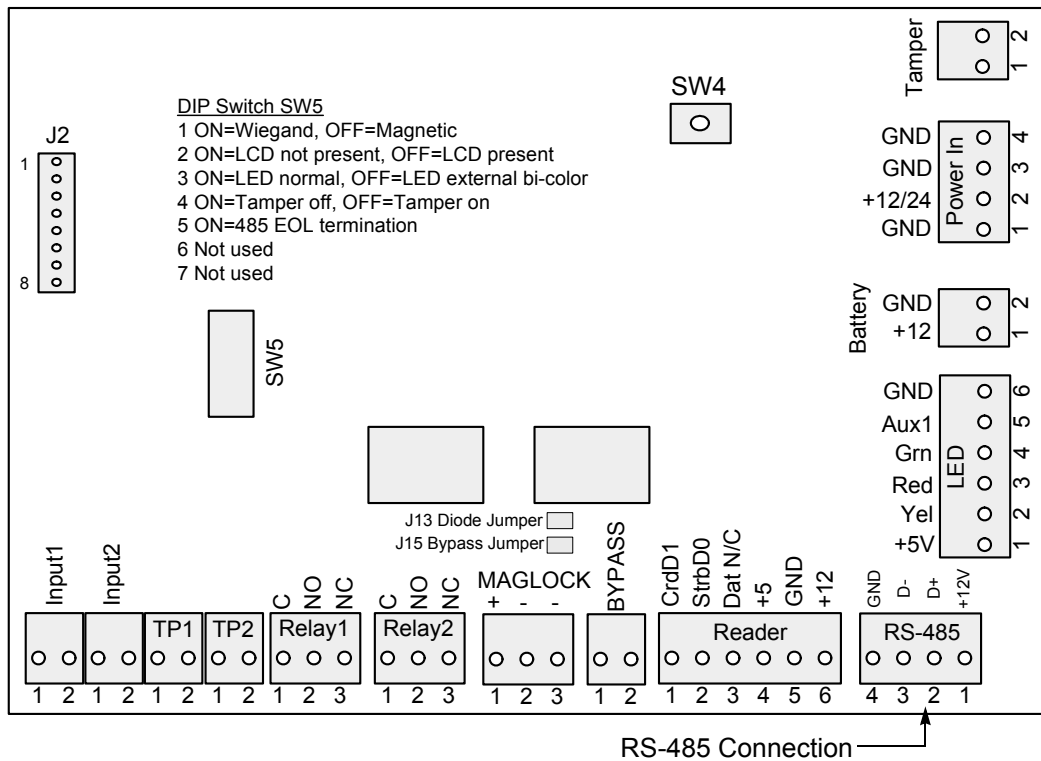 Tamper
2
1
SW4
DIP Switch SW5
1 ON=Wiegand, OFF=Magnetic
2 ON=LCD not present, OFF=LCD present
3 ON=LED normal, OFF=LED external bi-color
4 ON=Tamper off, OFF=Tamper on
5 ON=485 EOL termination
6 Not used
7 Not used
J2
1
8
SW5
Power In
GND 4
GND 3
+12/24 2
GND 1
Battery
GND 2
+12 1
LED
GND 6
Aux1 5
Grn 4
Red 3
Yel 2
+5V 1
J13 Diode Jumper
J15 Bypass Jumper
Input1
1 2
Input2
1 2
TP1
1 2
TP2
1 2
C NO NC
Relay1
1 2 3
C NO NC
Relay2
1 2 3
MAGLOCK
+ - -
1 2 3
BYPASS
1 2
CrdD1 StrbD0 Dat N/C +5 GND +12
Reader
1 2 3 4 5 6
GND D- D+ +12V
RS-485
4 3 2 1
RS-485 Connection